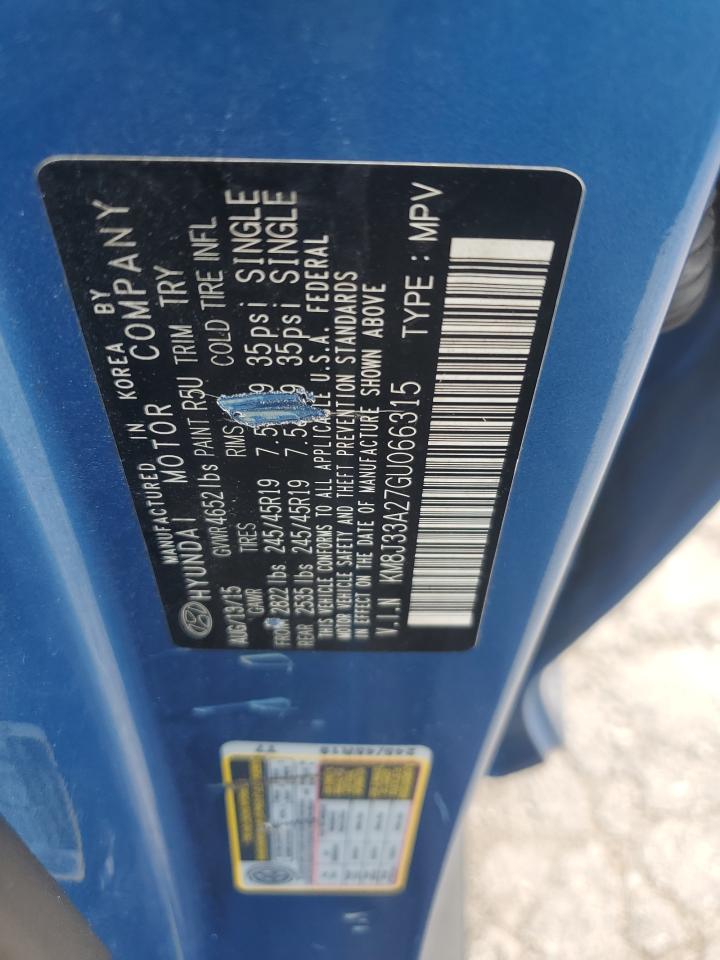 MANUFACTURED IN KOREA BY
HYUNDAI MOTOR COMPANY
AUG/13/15 GVWR 4652lbs PAINT R5U TRIM TRY
GAWR TIRES RIMS COLD TIRE INFL
2822 lbs 245/45R19 35psi SINGLE
REAR 2535 lbs 245/45R19 35psi SINGLE
THIS VEHICLE CONFORMS TO ALL APPLICABLE U.S.A. FEDERAL
MOTOR VEHICLE SAFETY AND THEFT PREVENTION STANDARDS
IN EFFECT ON THE DATE OF MANUFACTURE SHOWN ABOVE
V.I.N KM8J33A27GU066315 TYPE : MPV
245/45R19